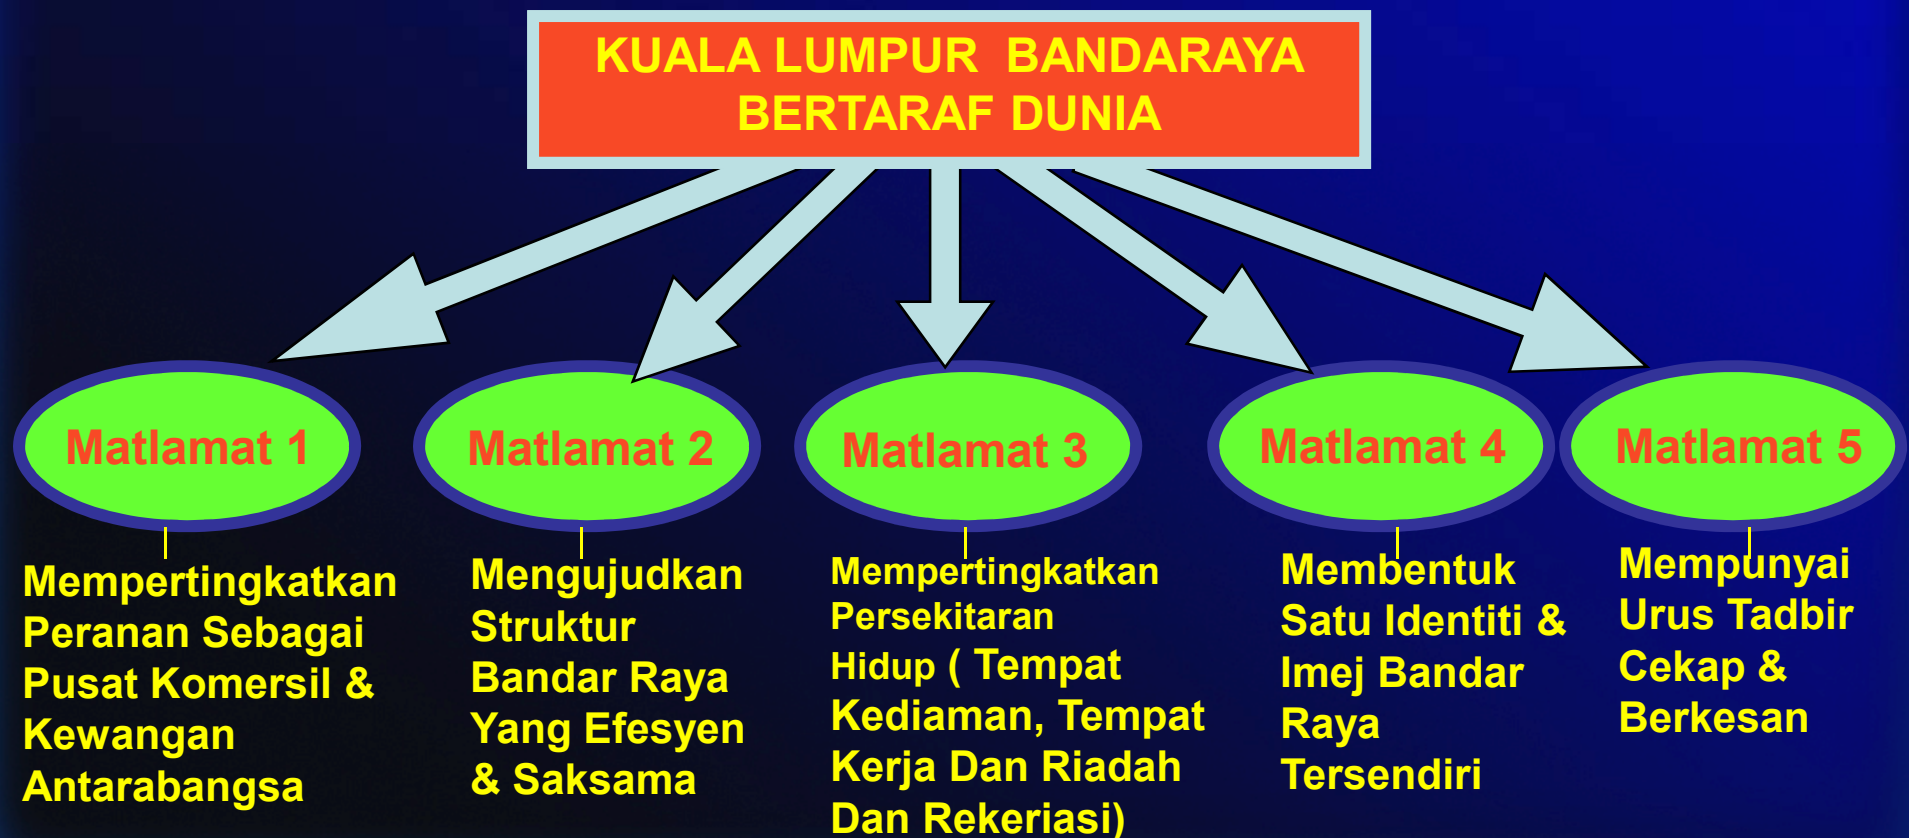 KUALA LUMPUR BANDARAYA
BERTARAF DUNIA
Matlamat 1
Mempertingkatkan
Peranan Sebagai
Pusat Komersil &
Kewangan
Antarabangsa
Matlamat 2
Mengujudkan
Struktur
Bandar Raya
Yang Efesyen
& Saksama
Matlamat 3
Mempertingkatkan
Persekitaran
Hidup ( Tempat
Kediaman, Tempat
Kerja Dan Riadah
Dan Rekeriasi)
Matlamat 4
Membentuk
Satu Identiti &
Imej Bandar
Raya
Tersendiri
Matlamat 5
Mempunyai
Urus Tadbir
Cekap &
Berkesan